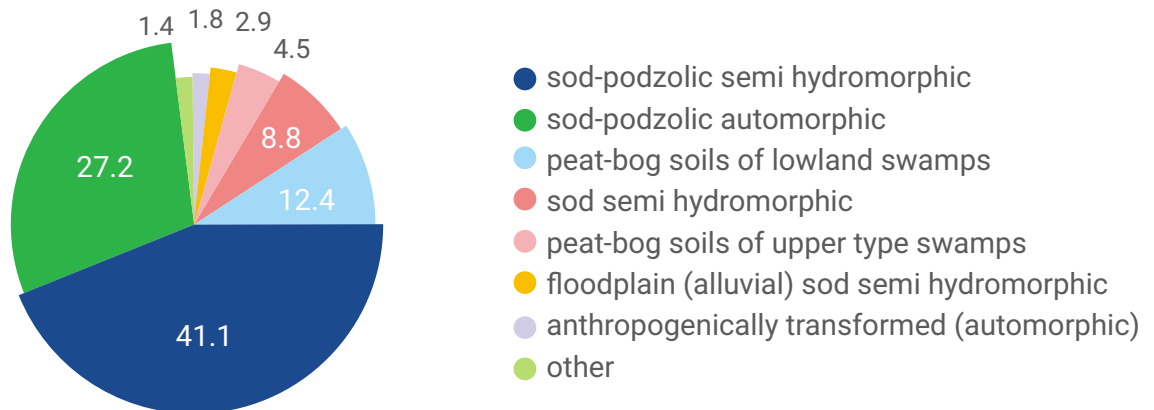 1.4
1.8
2.9
4.5
8.8
12.4
27.2
41.1
sod-podzolic semi hydromorphic
sod-podzolic automorphic
peat-bog soils of lowland swamps
sod semi hydromorphic
peat-bog soils of upper type swamps
floodplain (alluvial) sod semi hydromorphic
anthropogenically transformed (automorphic)
other